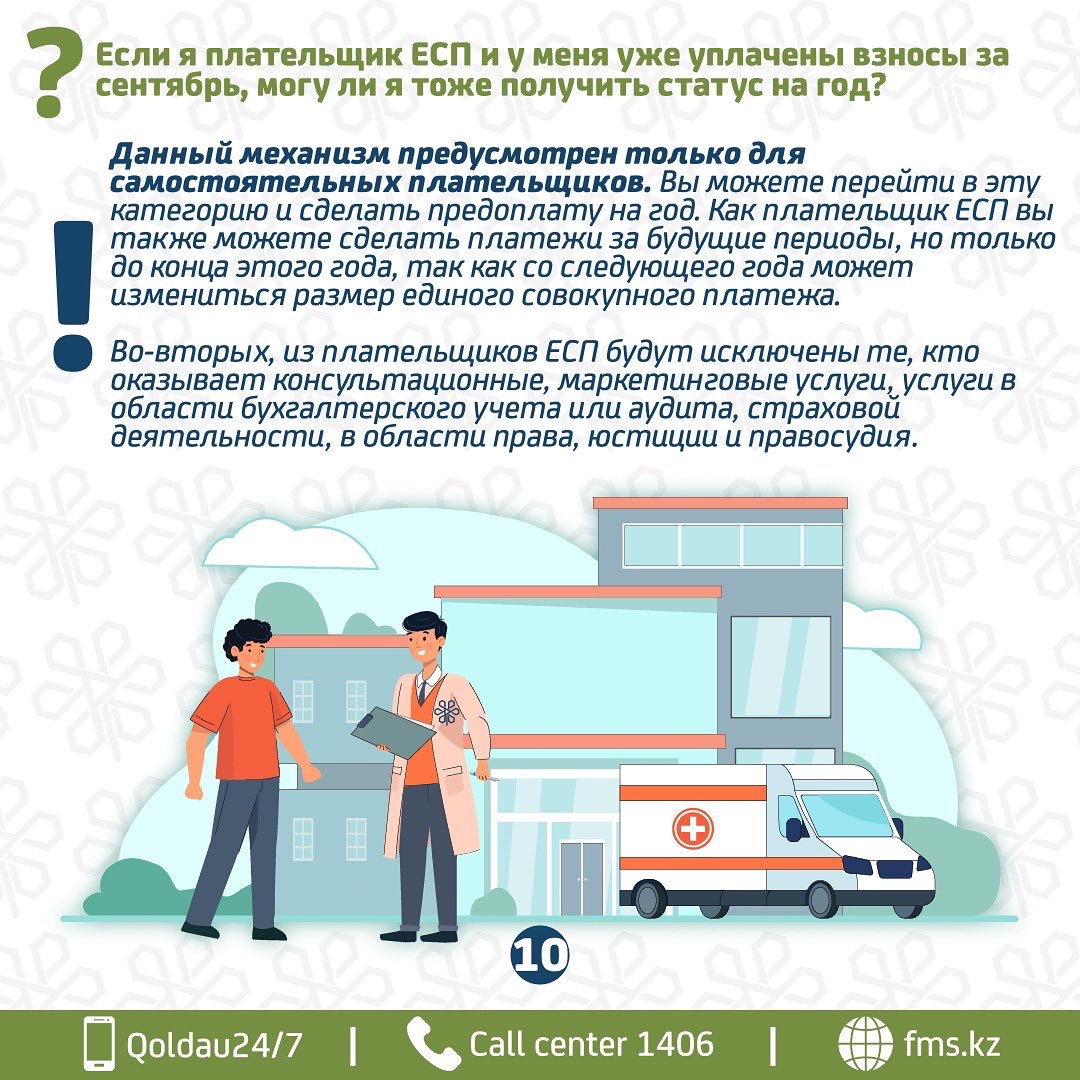 ?
Если я плательщик ЕСП и у меня уже уплачены взносы за
сентябрь, могу ли я тоже получить статус на год?
!
Данный механизм предусмотрен только для
самостоятельных плательщиков. Вы можете перейти в эту
категорию и сделать предоплату на год. Как плательщик ЕСП вы
также можете сделать платежи за будущие периоды, но только
до конца этого года, так как со следующего года может
измениться размер единого совокупного платежа.
Во-вторых, из плательщиков ЕСП будут исключены те, кто
оказывает консультационные, маркетинговые услуги, услуги в
области бухгалтерского учета или аудита, страховой
деятельности, в области права, юстиции и правосудия.
10
Qoldau24/7 | Call center 1406 | fms.kz